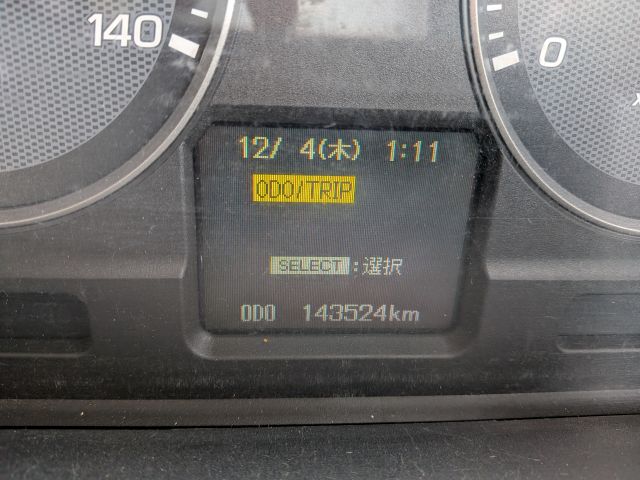 140
0
12/ 4(木) 1:11
ODO/TRIP
SELECT:選択
ODO 143524km